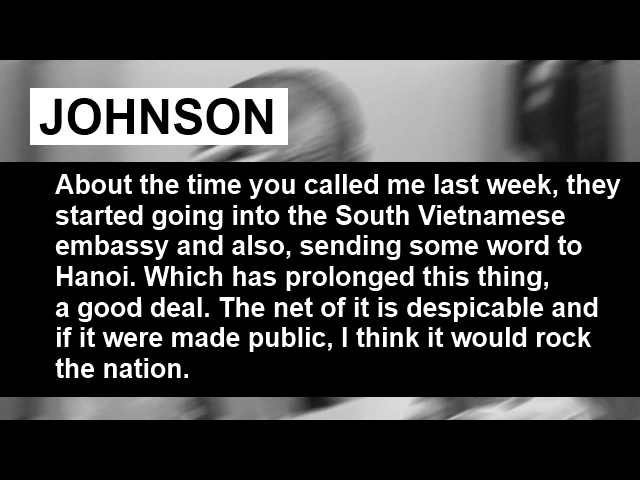 JOHNSON
About the time you called me last week, they
started going into the South Vietnamese
embassy and also, sending some word to
Hanoi. Which has prolonged this thing,
a good deal. The net of it is despicable and
if it were made public, I think it would rock
the nation.